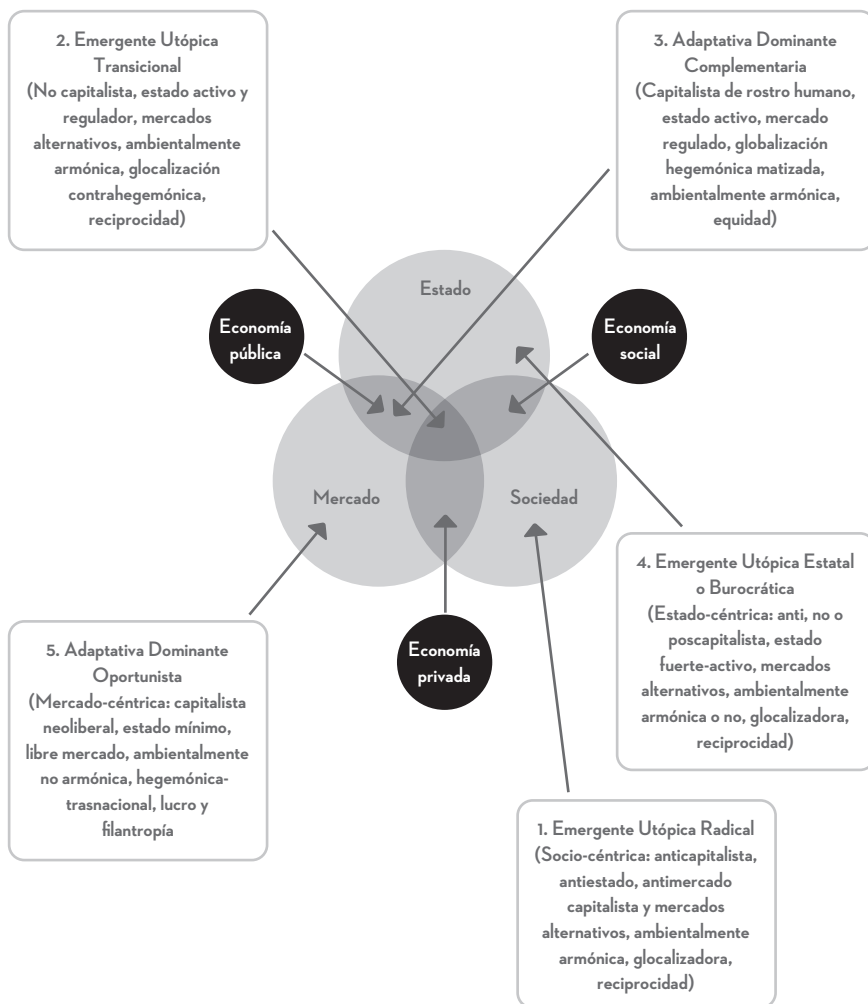 2. Emergente Utópica
Transicional
(No capitalista, estado activo y
regulador, mercados
alternativos, ambientalmente
armónica, glocalización
contrahegemónica,
reciprocidad)
3. Adaptativa Dominante
Complementaria
(Capitalista de rostro humano,
estado activo, mercado
regulado, globalización
hegemónica matizada,
ambientalmente armónica,
equidad)
Estado
Economía
pública
Economía
social
Mercado
Sociedad
4. Emergente Utópica Estatal
o Burocrática
(Estado-céntrica: anti, no o
poscapitalista, estado
fuerte-activo, mercados
alternativos, ambientalmente
armónica o no, glocalizadora,
reciprocidad)
Economía
privada
5. Adaptativa Dominante
Oportunista
(Mercado-céntrica: capitalista
neoliberal, estado mínimo,
libre mercado, ambientalmente
no armónica, hegemónica-
trasnacional, lucro y
filantropía
1. Emergente Utópica Radical
(Socio-céntrica: anticapitalista,
antiestado, antimercado
capitalista y mercados
alternativos, ambientalmente
armónica, glocalizadora,
reciprocidad)